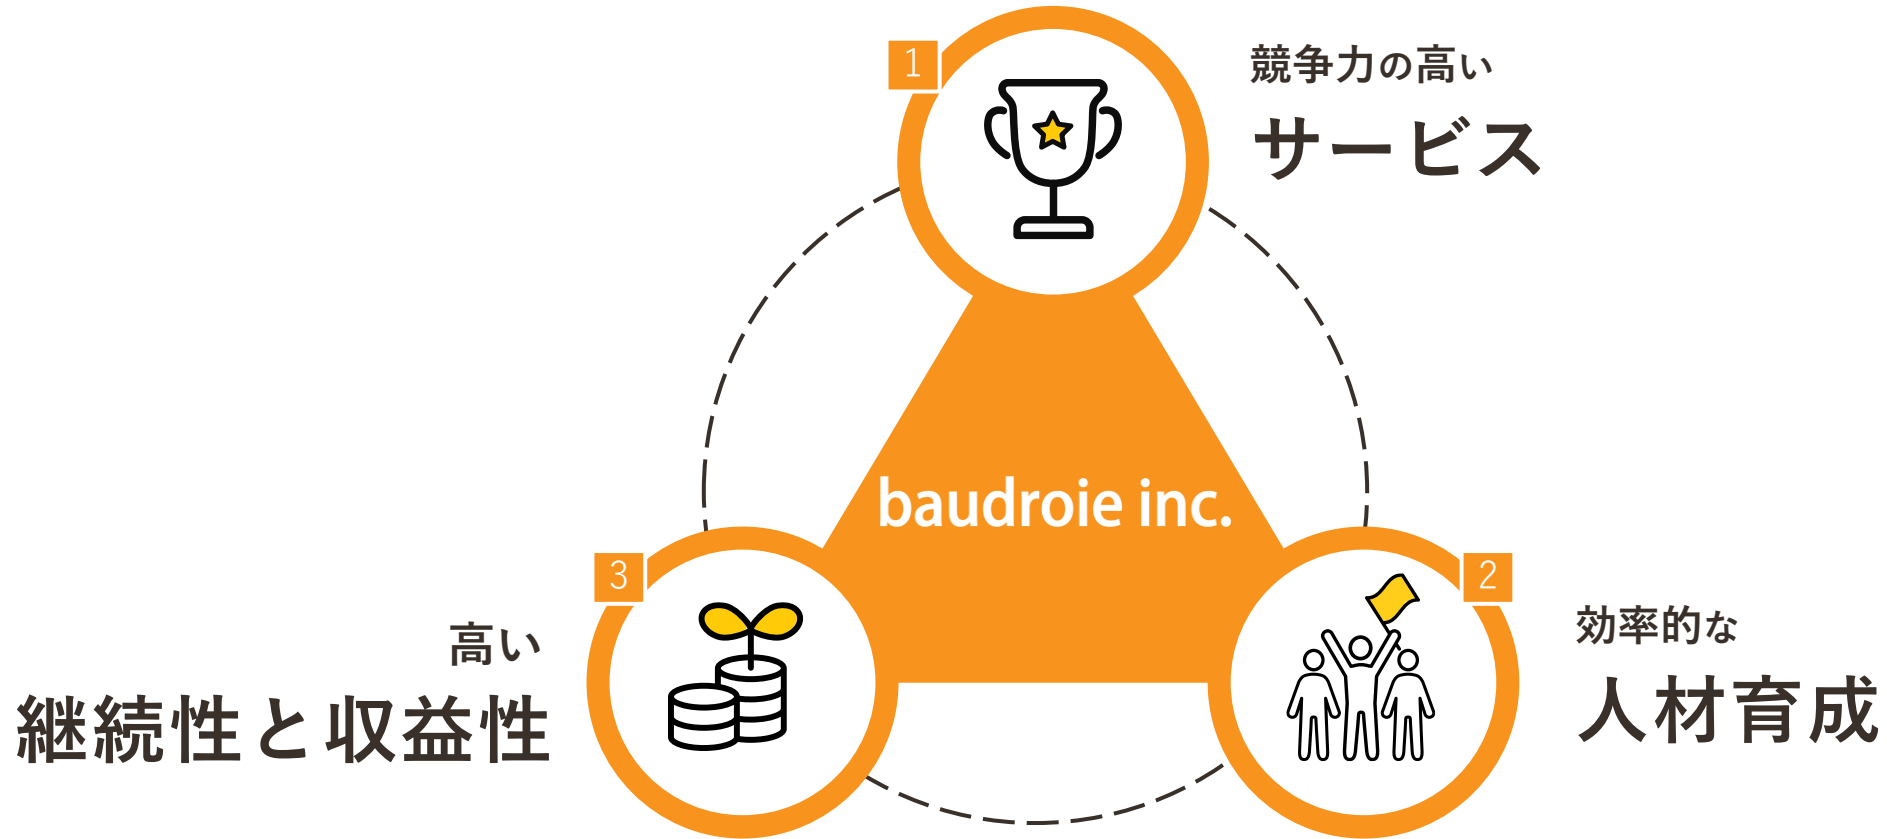 1
競争力の高い
サービス
baudroie inc.
2
効率的な
人材育成
3
高い
継続性と収益性